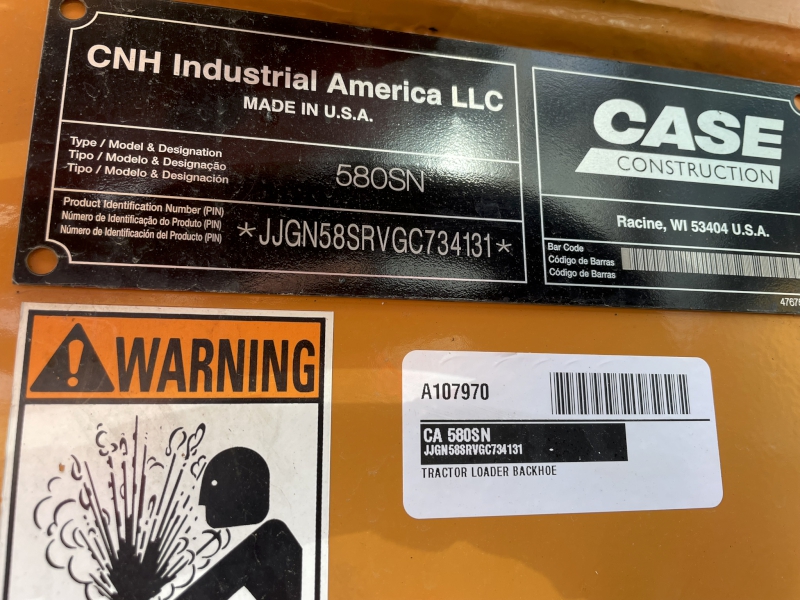 CNH Industrial America LLC
MADE IN U.S.A.
Type / Model & Designation
Tipo / Modelo & Designação
Tipo / Modelo & Designación
580SN
Product Identification Number (PIN)
Número de Identificação do Produto (PIN)
Número de Identificación del Producto (PIN)
*JJGN58SRVGC734131*
CASE
CONSTRUCTION
Racine, WI 53404 U.S.A.
Bar Code
Código de Barras
Código de Barras
WARNING
A107970
CA 580SN
JJGN58SRVGC734131
TRACTOR LOADER BACKHOE